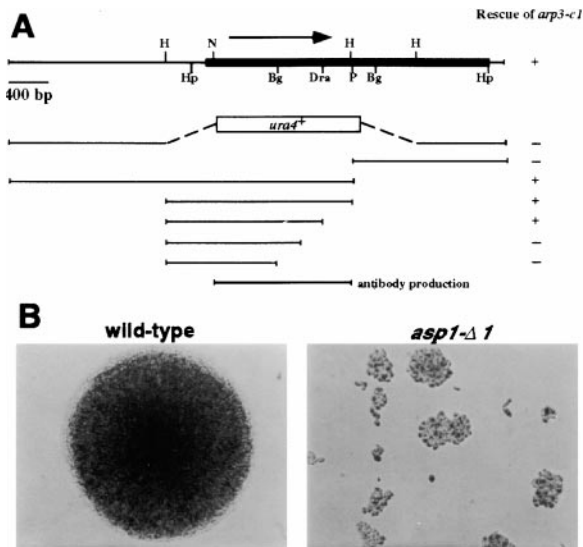 A
Rescue of arp3-c1
H N H H
+
Hp Bg Dra P Bg Hp
400 bp
ura4+
−
−
+
+
+
−
−
antibody production
B
wild-type asp1-Δ 1